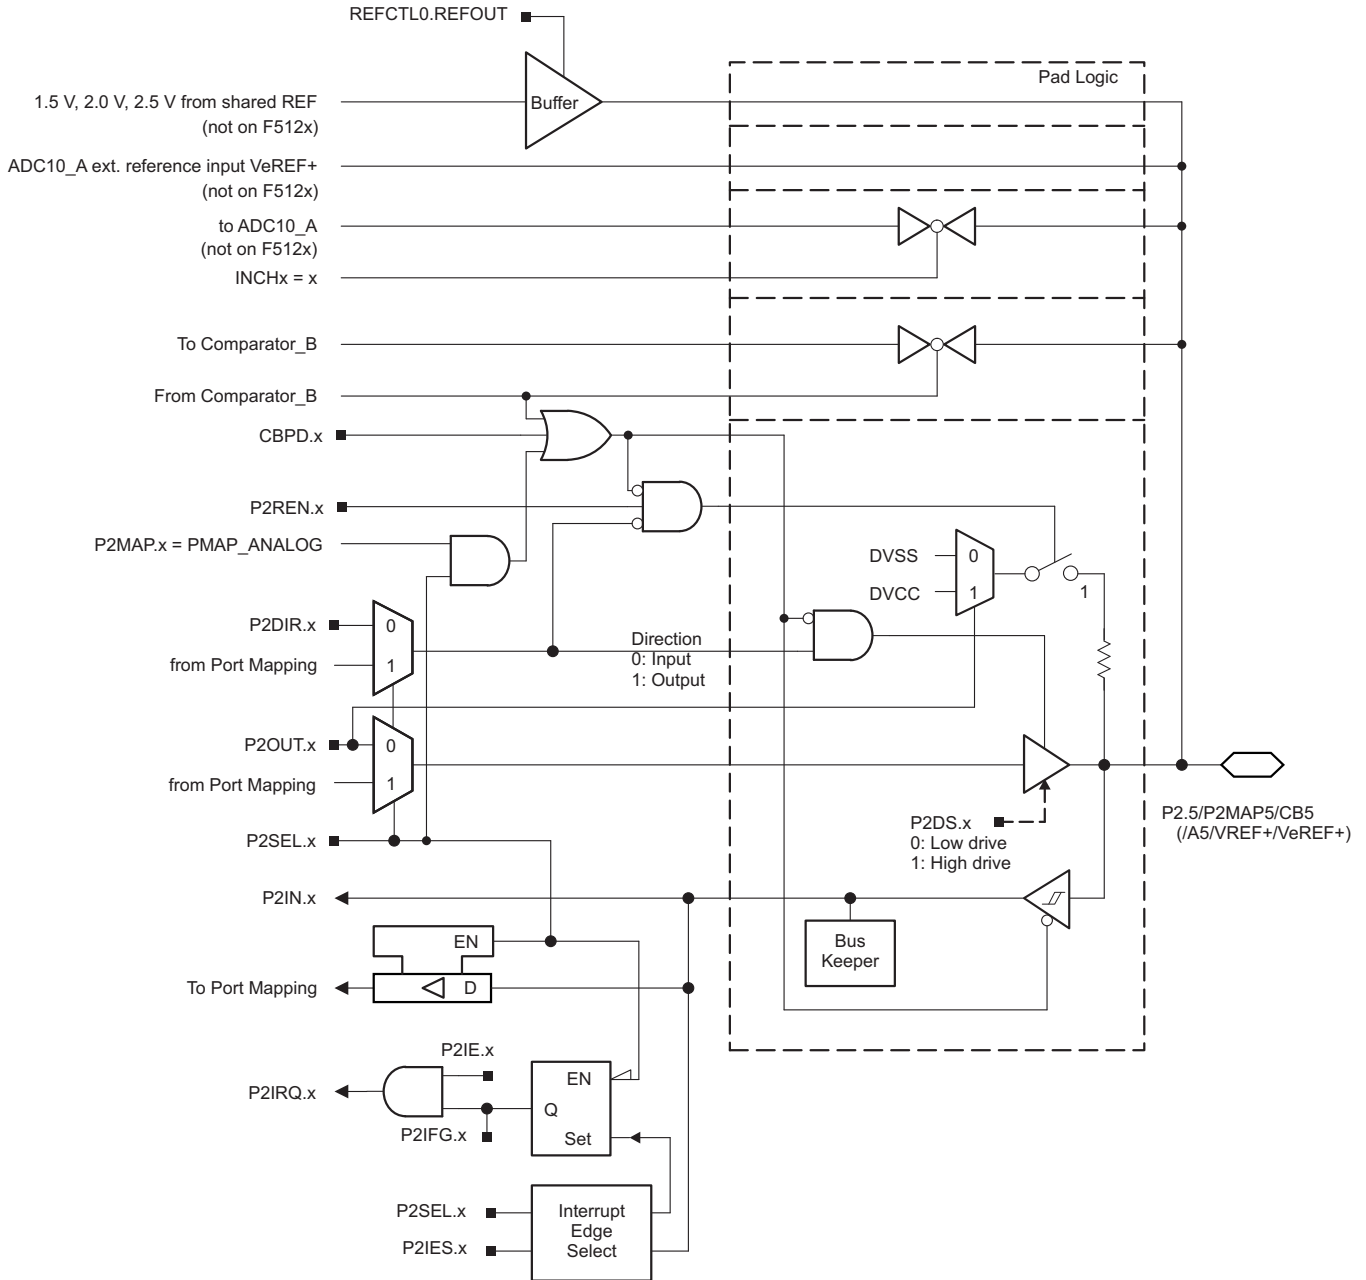 REFCTL0.REFOUT
Pad Logic
Buffer
1.5 V, 2.0 V, 2.5 V from shared REF
(not on F512x)
ADC10_A ext. reference input VeREF+
(not on F512x)
to ADC10_A
(not on F512x)
INCHx = x
To Comparator_B
From Comparator_B
CBPD.x
P2REN.x
P2MAP.x = PMAP_ANALOG
DVSS
0
DVCC
1
1
P2DIR.x
0
from Port Mapping
1
Direction
0: Input
1: Output
P2OUT.x
0
from Port Mapping
1
P2SEL.x
P2DS.x
0: Low drive
1: High drive
P2.5/P2MAP5/CB5
(/A5/VREF+/VeREF+)
P2IN.x
Bus
Keeper
EN
To Port Mapping
D
P2IE.x
P2IRQ.x
EN
Q
P2IFG.x
Set
P2SEL.x
P2IES.x
Interrupt
Edge
Select